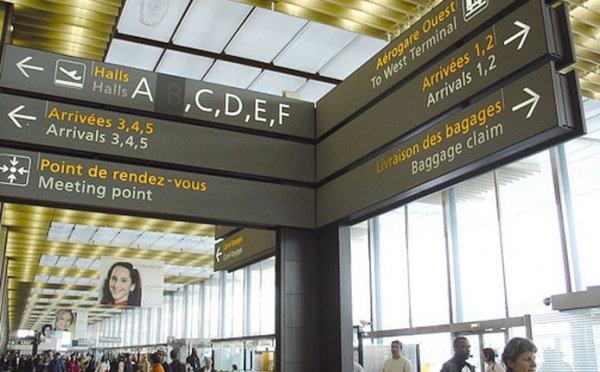 Halls
Halls A B,C,D,E,F
Arrivées 3,4,5
Arrivals 3,4,5
Point de rendez-vous
Meeting point
Aérogare Ouest
To West Terminal
Arrivées 1,2
Arrivals 1,2
Livraison des bagages
Baggage claim